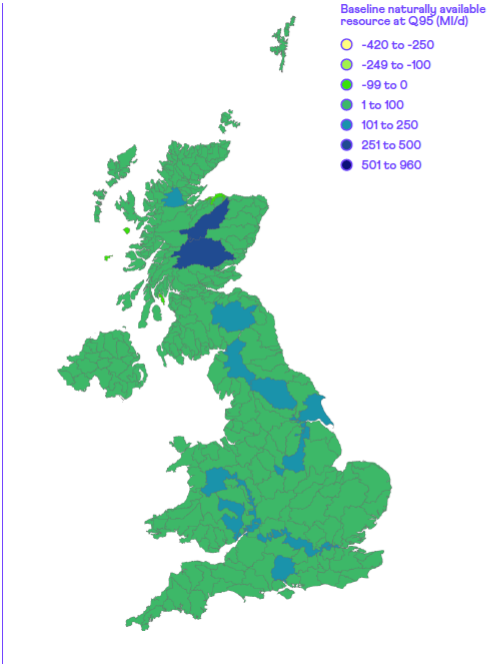 Baseline naturally available
resource at Q95 (Ml/d)
-420 to -250
-249 to -100
-99 to 0
1 to 100
101 to 250
251 to 500
501 to 960